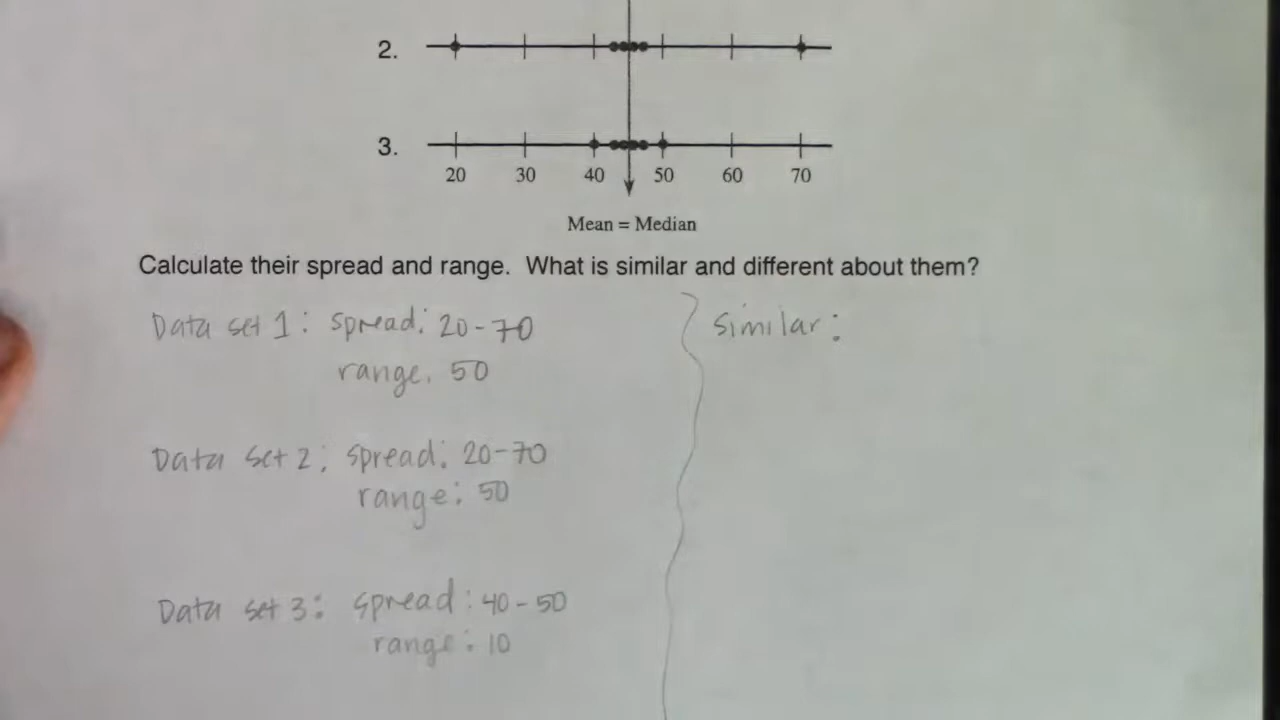 2.
3.
20 30 40 50 60 70
Mean = Median
Calculate their spread and range. What is similar and different about them?
Data set 1: spread: 20-70
range. 50
Data set 2: spread: 20-70
range: 50
Data set 3: spread: 40-50
range: 10
similar: